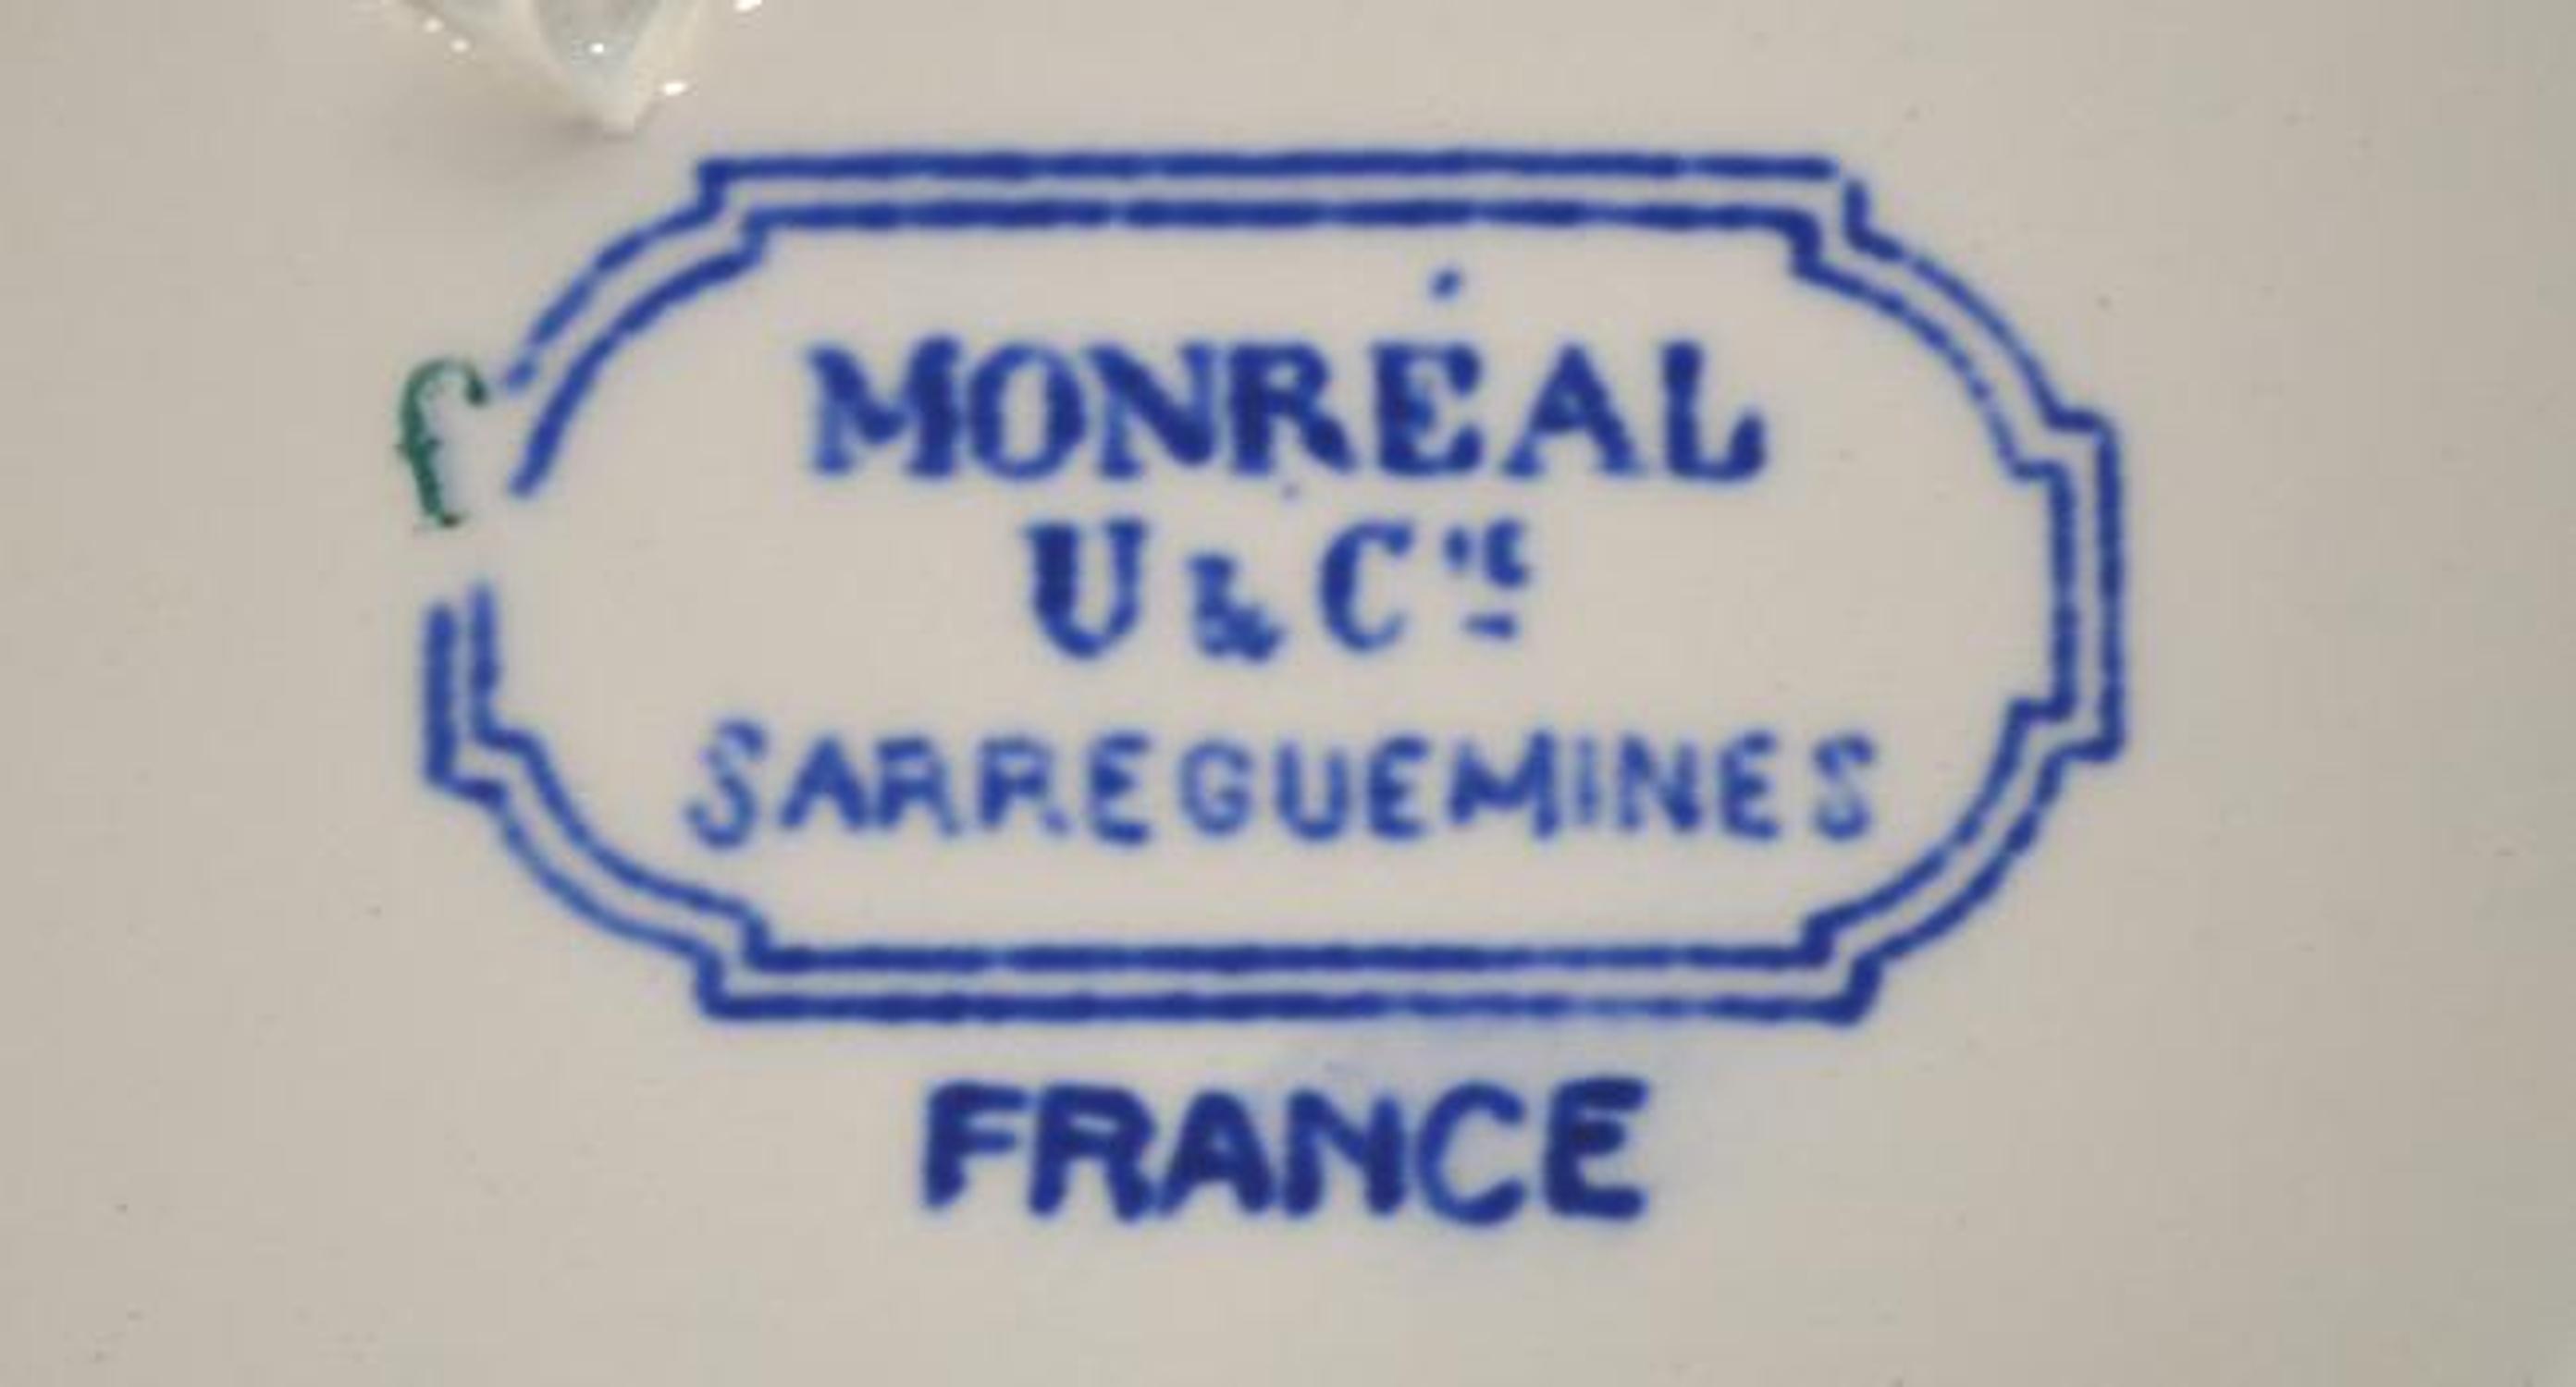 MONRÉAL
f
U & Cie
SARREGUEMINES
FRANCE